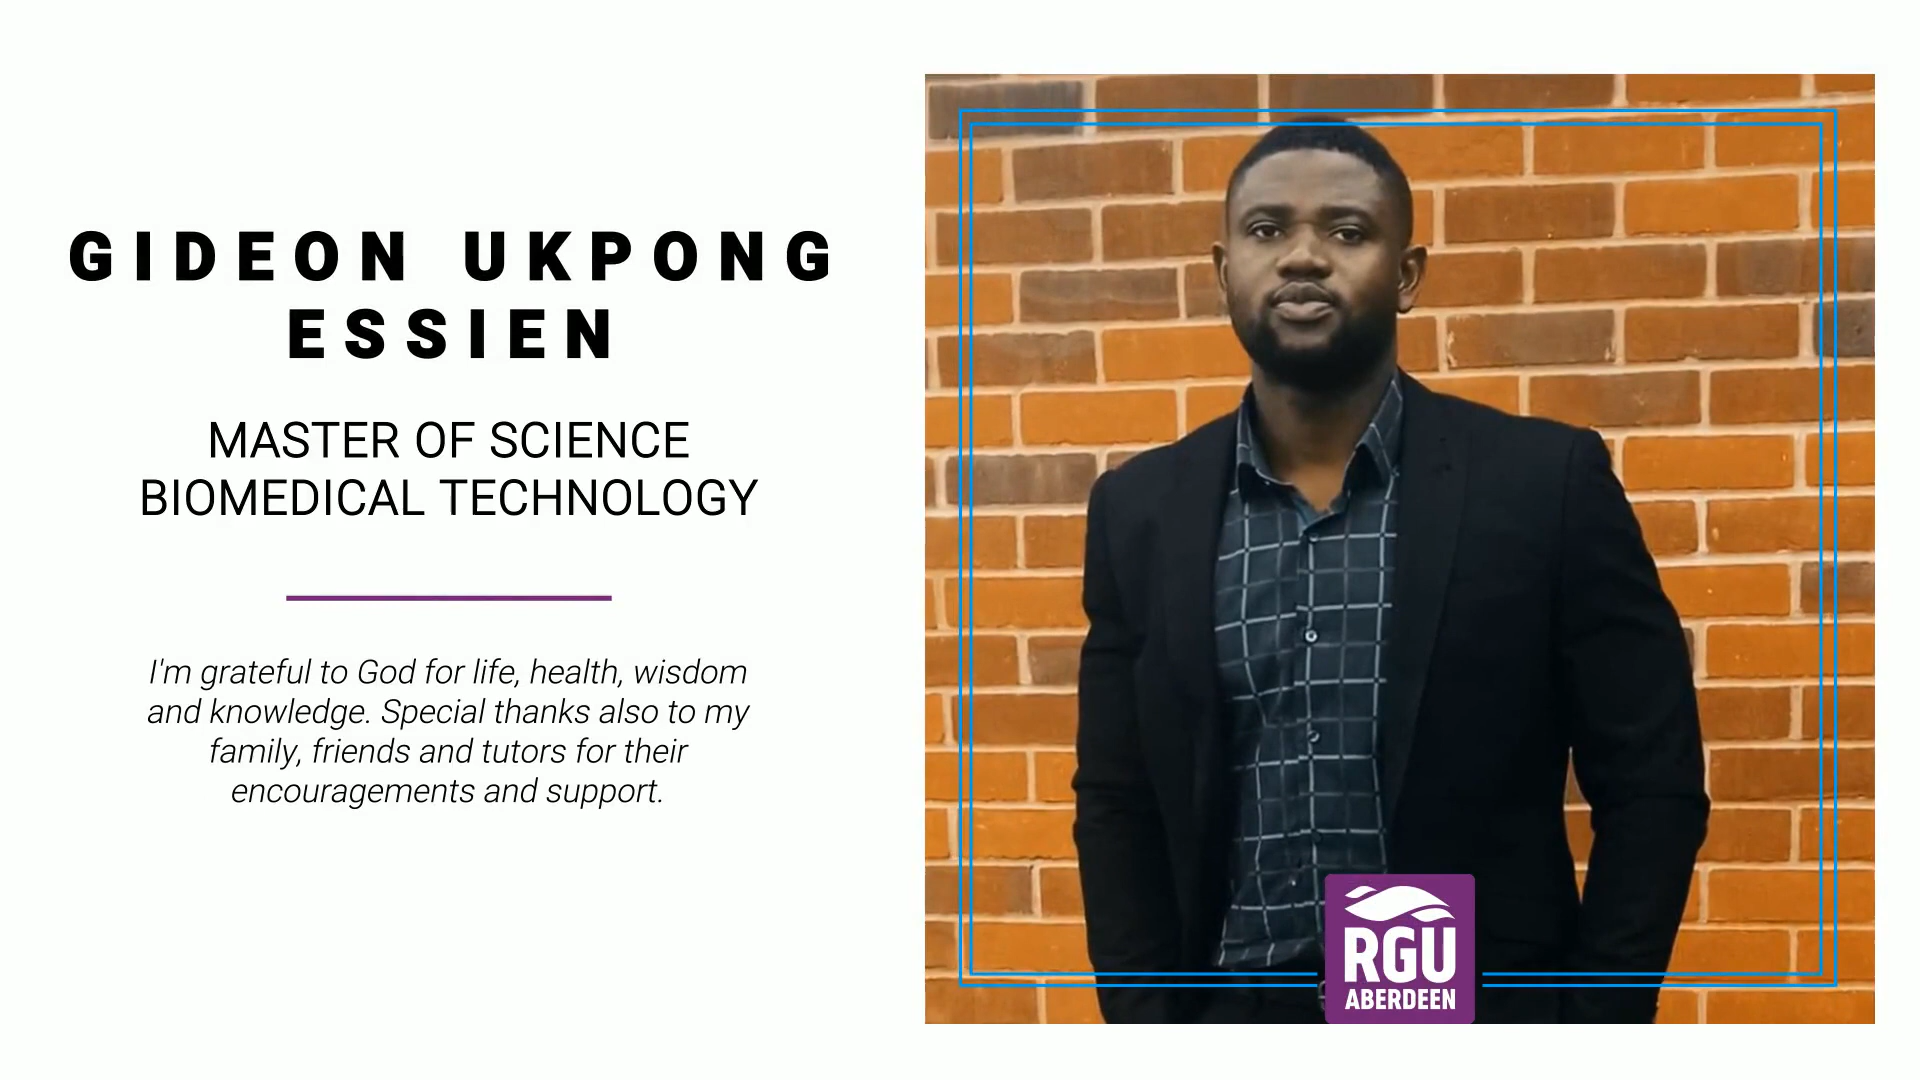 GIDEON UKPONG
ESSIEN
MASTER OF SCIENCE
BIOMEDICAL TECHNOLOGY
I'm grateful to God for life, health, wisdom
and knowledge. Special thanks also to my
family, friends and tutors for their
encouragements and support.
RGU
ABERDEEN